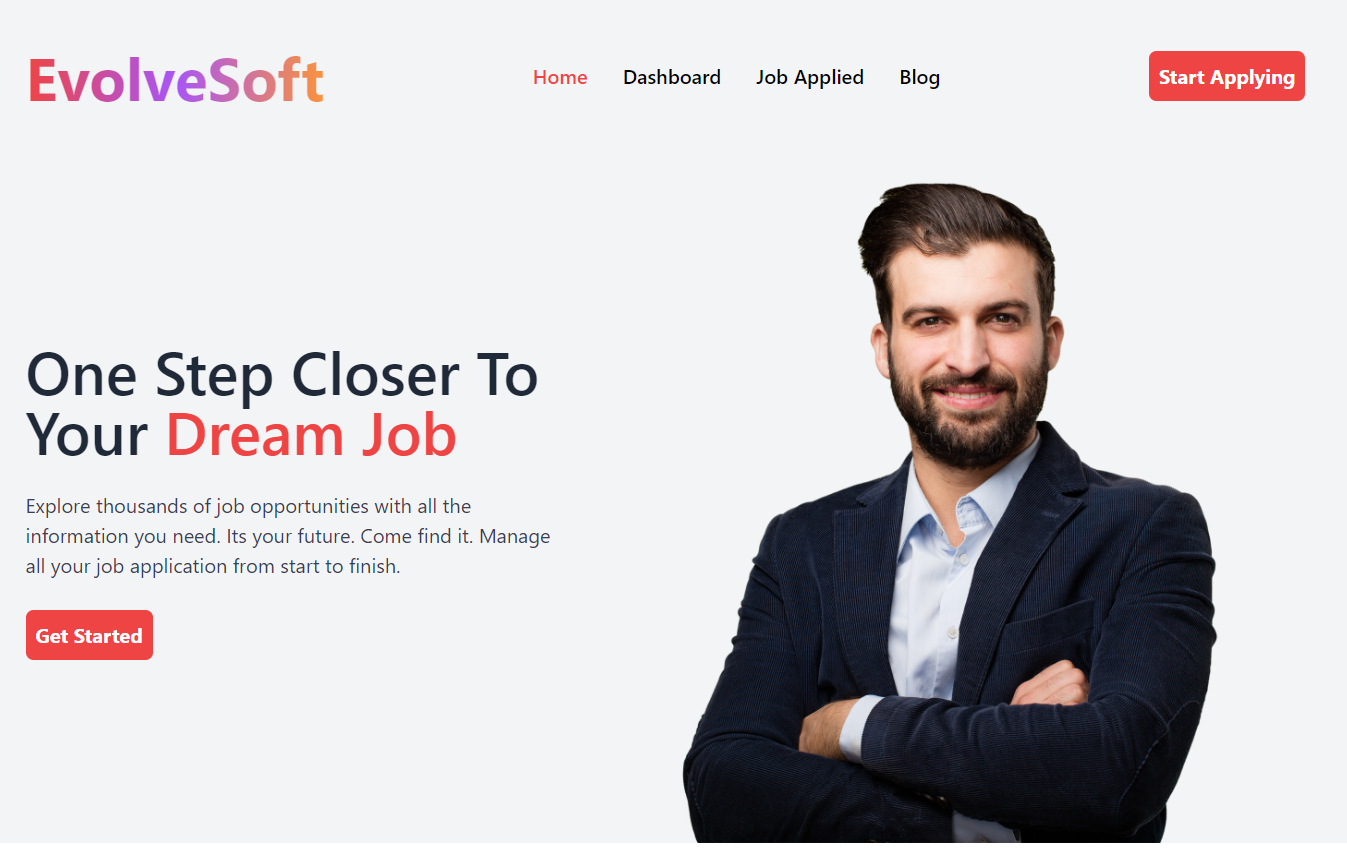 EvolveSoft
Home Dashboard Job Applied Blog
Start Applying
One Step Closer To
Your Dream Job
Explore thousands of job opportunities with all the
information you need. Its your future. Come find it. Manage
all your job application from start to finish.
Get Started